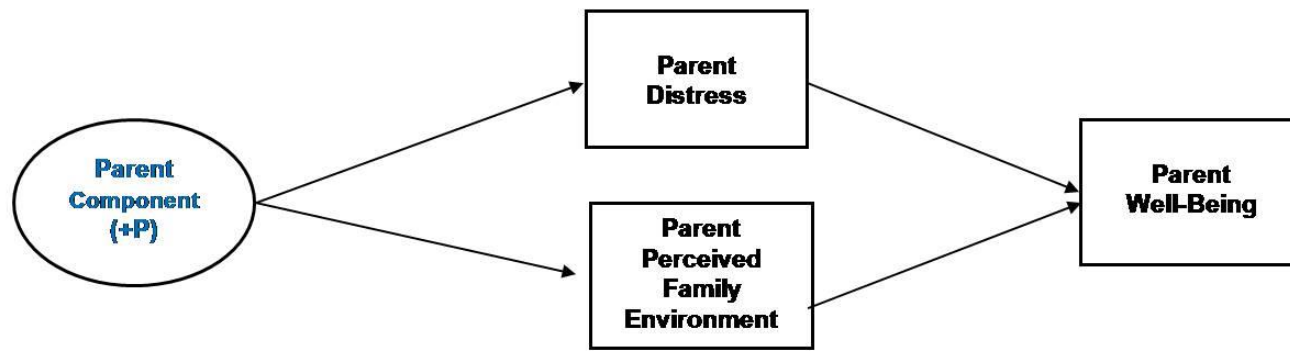 Parent
Component
(+P)
Parent
Distress
Parent
Perceived
Family
Environment
Parent
Well-Being